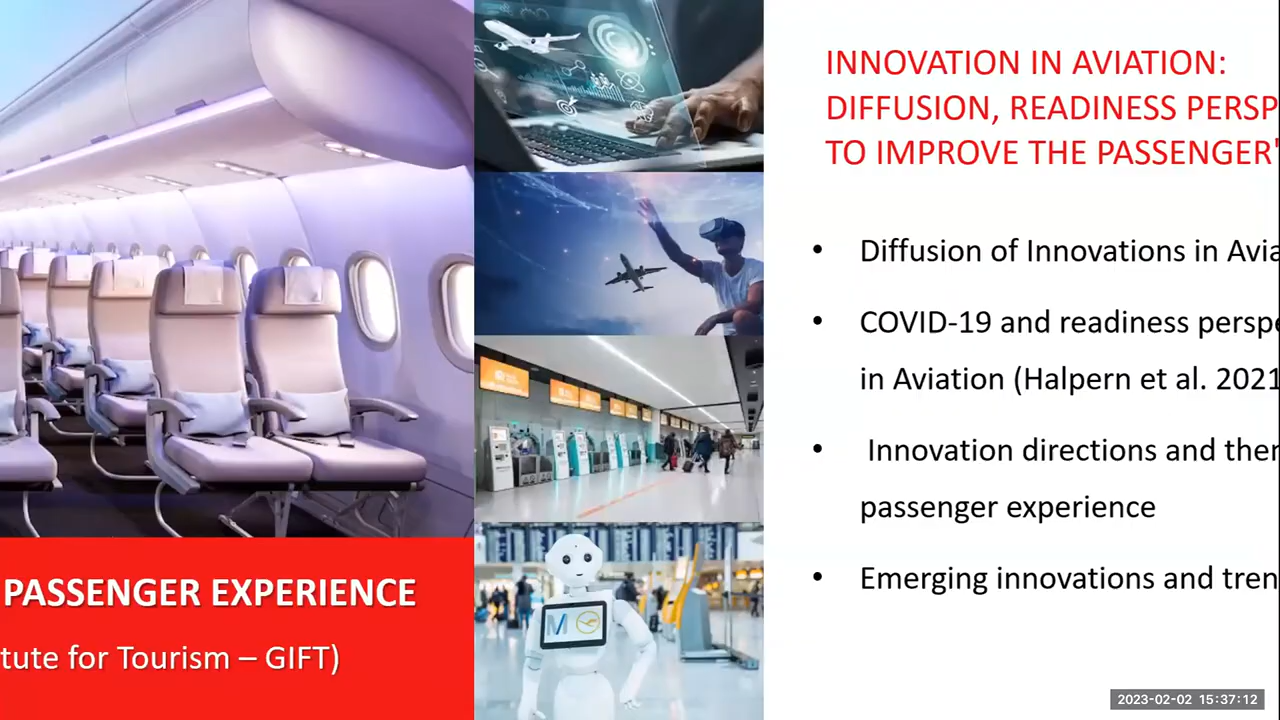 PASSENGER EXPERIENCE
tute for Tourism – GIFT)
INNOVATION IN AVIATION:
DIFFUSION, READINESS PERSP
TO IMPROVE THE PASSENGER'
• Diffusion of Innovations in Avia
• COVID-19 and readiness perspe
in Aviation (Halpern et al. 2021
• Innovation directions and ther
passenger experience
• Emerging innovations and tren
2023-02-02 15:37:12